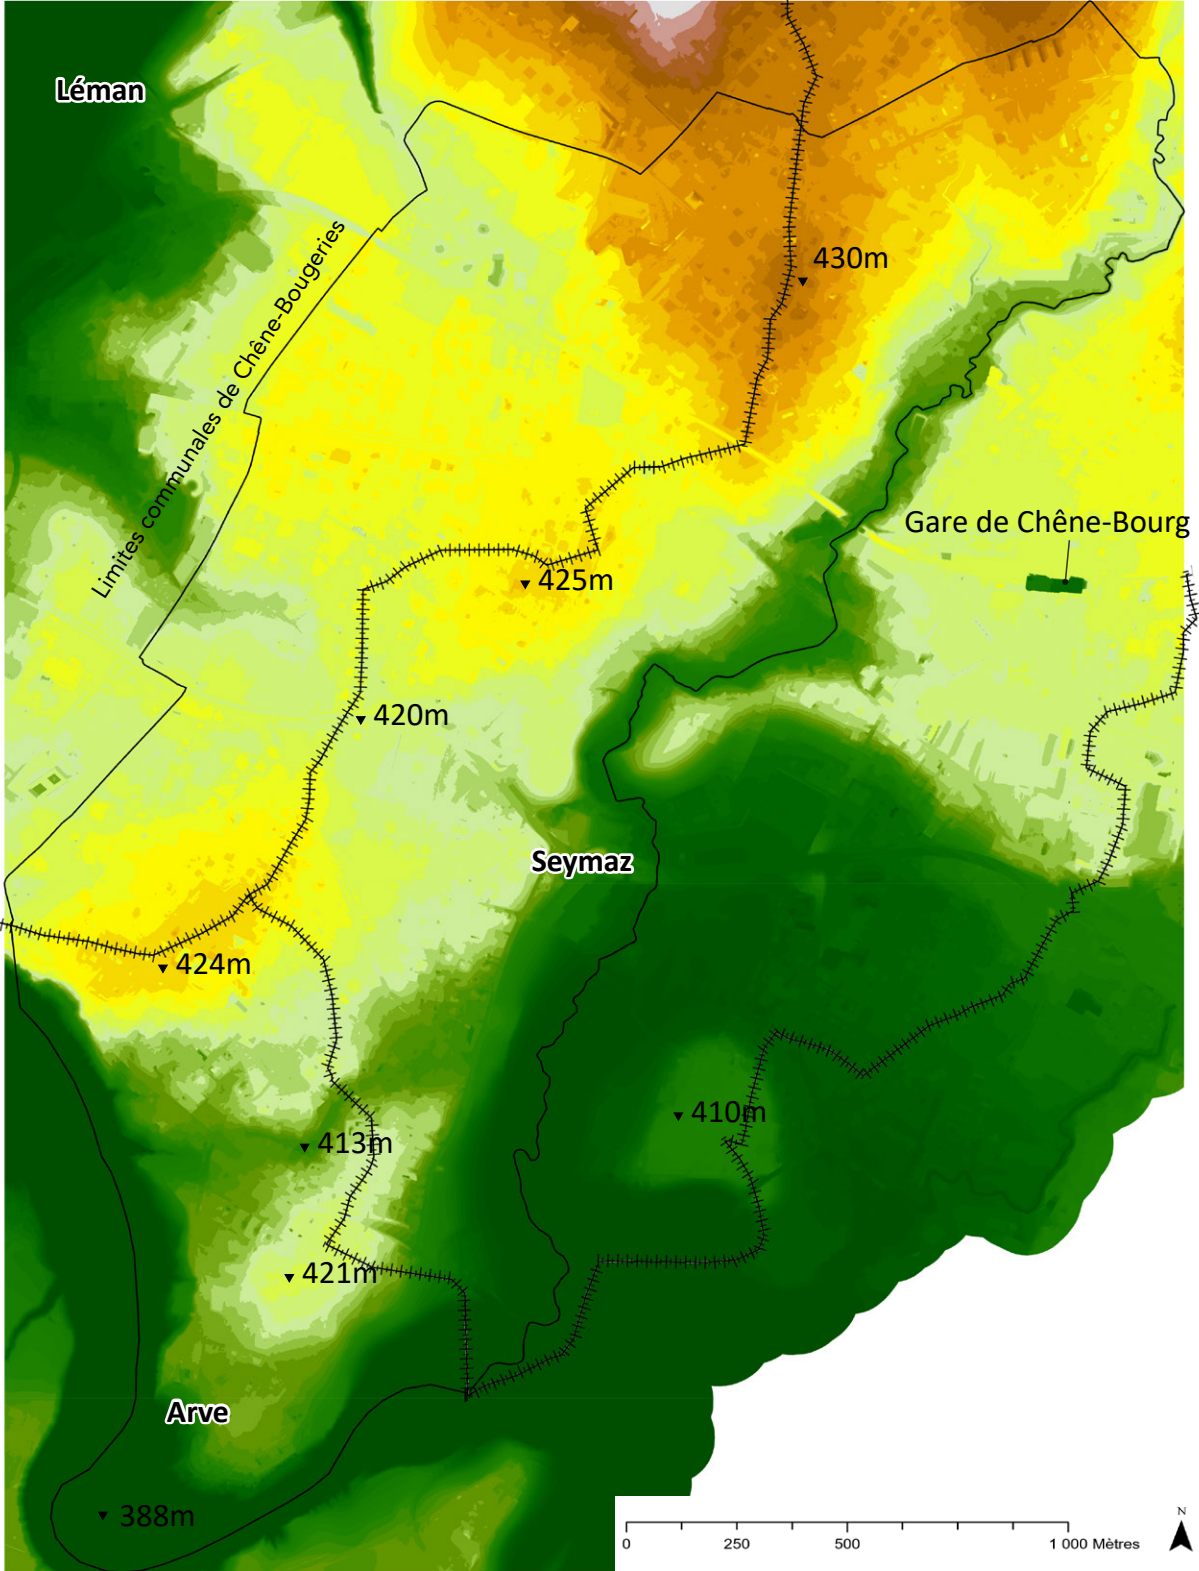 Léman
Limites communales de Chêne-Bougeries
430m
Gare de Chêne-Bourg
425m
420m
Seymaz
424m
410m
413m
421m
Arve
388m
N
0 250 500 1 000 Mètres